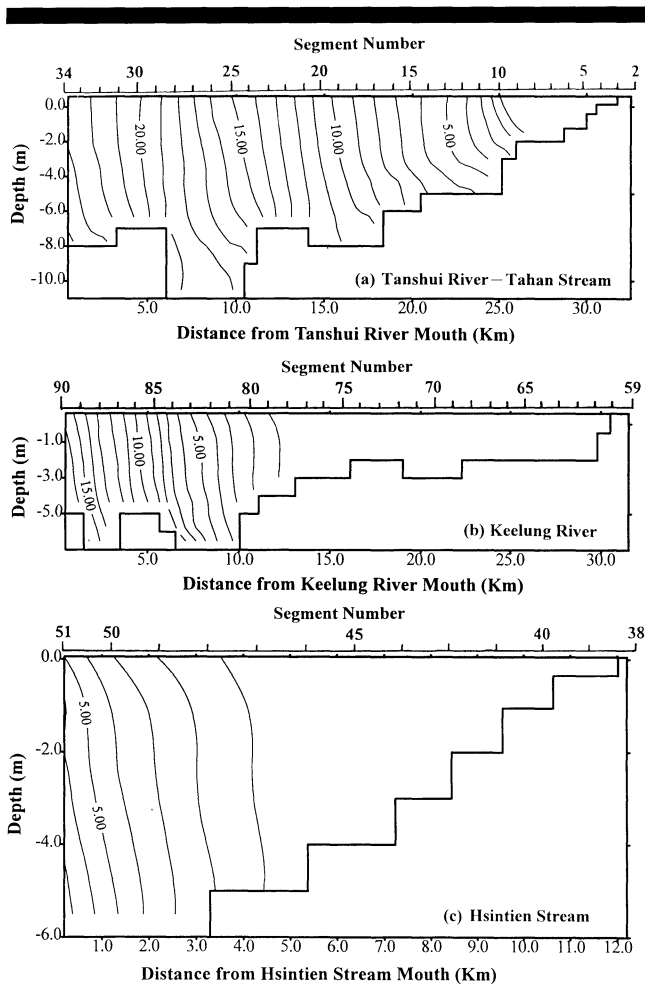 Segment Number
34 30 25 20 15 10 5 2
0.0
-2.0
-4.0
-6.0
-8.0
-10.0
Depth (m)
20.00
15.00
10.00
5.00
(a) Tanshui River－Tahan Stream
5.0 10.0 15.0 20.0 25.0 30.0
Distance from Tanshui River Mouth (Km)
Segment Number
90 85 80 75 70 65 59
-1.0
-3.0
-5.0
Depth (m)
15.00
10.00
5.00
(b) Keelung River
5.0 10.0 15.0 20.0 25.0 30.0
Distance from Keelung River Mouth (Km)
Segment Number
51 50 45 40 38
0.0
-2.0
-4.0
-6.0
Depth (m)
5.00
5.00
(c) Hsintien Stream
1.0 2.0 3.0 4.0 5.0 6.0 7.0 8.0 9.0 10.0 11.0 12.0
Distance from Hsintien Stream Mouth (Km)